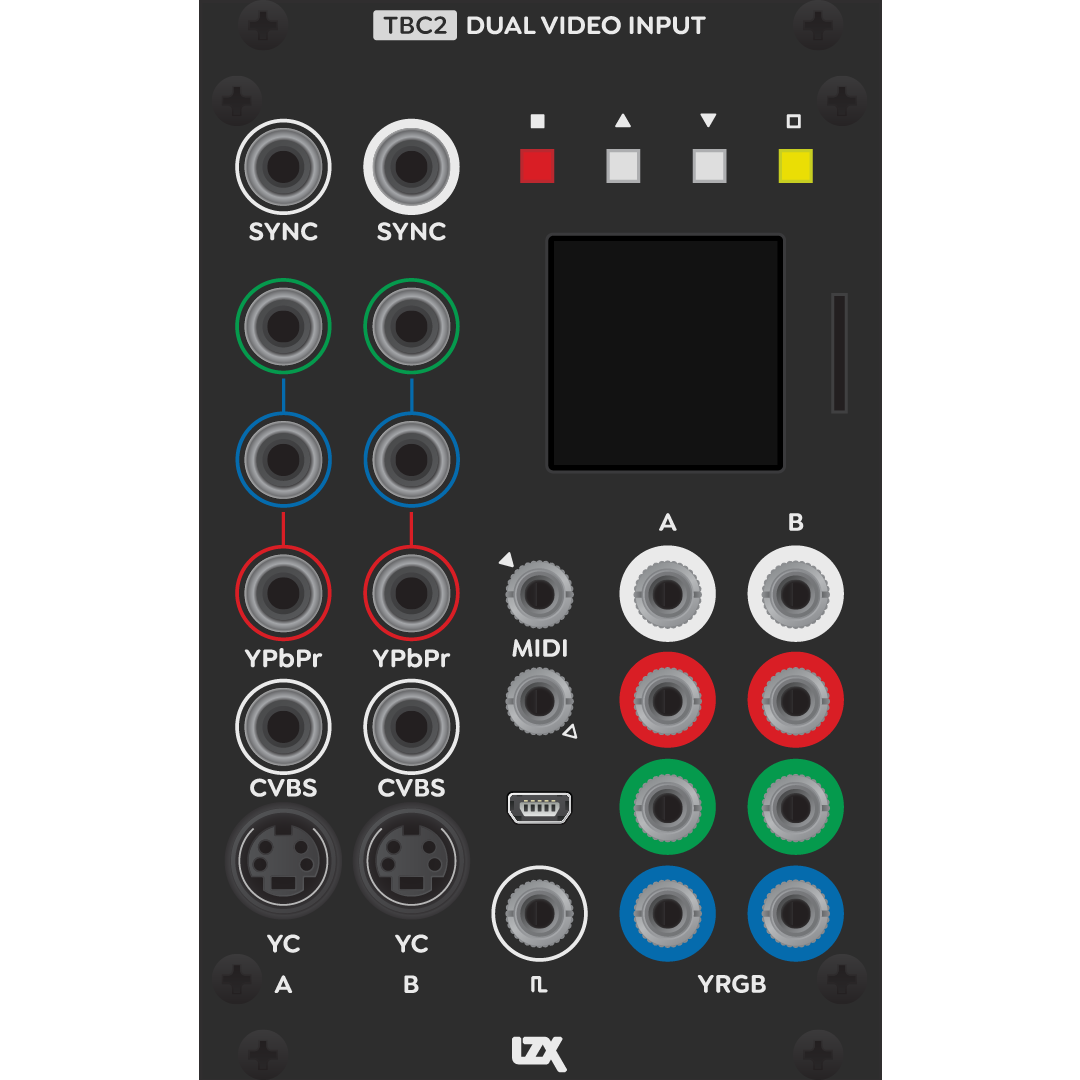 TBC2 DUAL VIDEO INPUT
SYNC SYNC
A B
MIDI
YPbPr YPbPr
CVBS CVBS
YC YC
A B YRGB
LZX